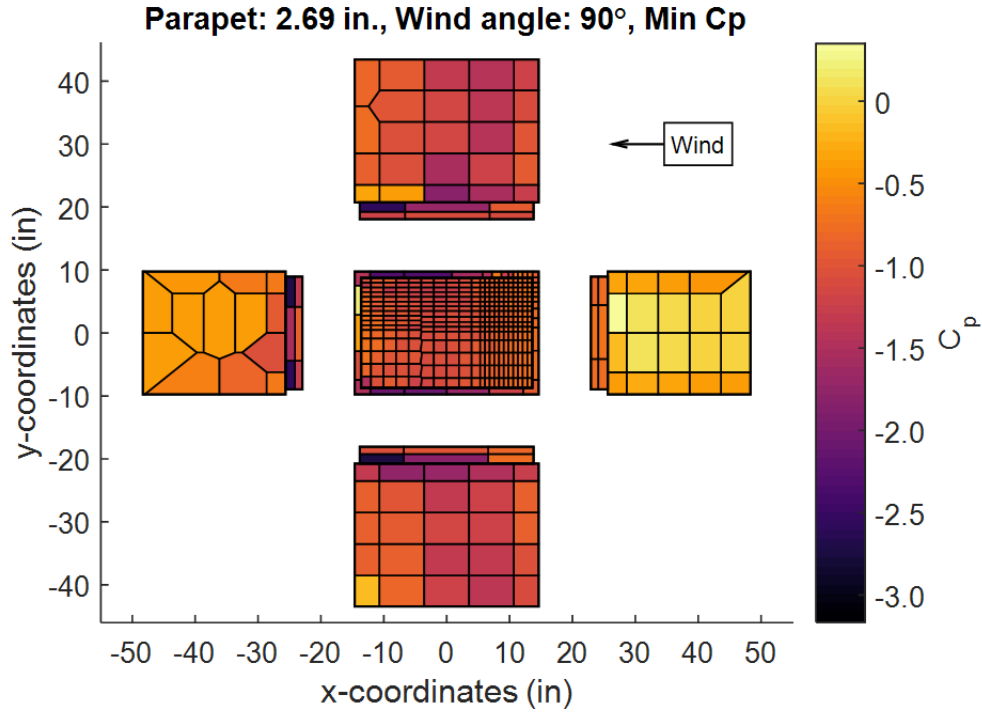 Parapet: 2.69 in., Wind angle: 90°, Min Cp
40
30
20
10
0
-10
-20
-30
-40
y-coordinates (in)
Wind
-50 -40 -30 -20 -10 0 10 20 30 40 50
x-coordinates (in)
0
-0.5
-1.0
-1.5
-2.0
-2.5
-3.0
Cp